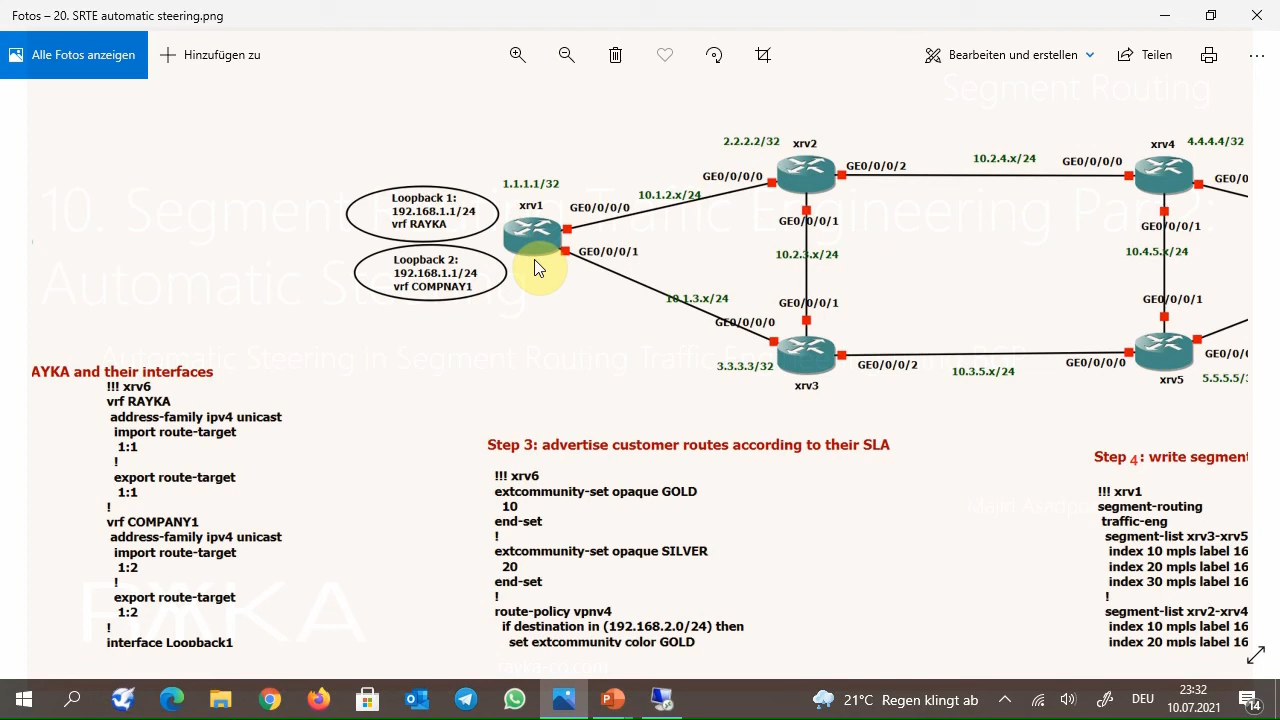 Fotos – 20. SRTE automatic steering.png
Alle Fotos anzeigen
Hinzufügen zu
Bearbeiten und erstellen
Teilen
Segment Routing
10. Segment Routing Traffic Engineering Part 2:
Automatic Steering
2.2.2.2/32
xrv2
xrv4
4.4.4.4/32
GE0/0/0/2
10.2.4.x/24
GE0/0/0/0
GE0/0/0/0
1.1.1.1/32
10.1.2.x/24
Loopback 1:
192.168.1.1/24
vrf RAYKA
xrv1
GE0/0/0/0
GE0/0/0/1
GE0/0/0/1
GE0/0/0/1
10.2.3.x/24
10.4.5.x/24
Loopback 2:
192.168.1.1/24
vrf COMPNAY1
10.1.3.x/24
GE0/0/0/1
GE0/0/0/1
GE0/0/0/0
Automatic Steering in Segment Routing Traffic
3.3.3.3/32
GE0/0/0/2
GE0/0/0/0
10.3.5.x/24
xrv3
xrv5
AYKA and their interfaces
!!! xrv6
vrf RAYKA
address-family ipv4 unicast
import route-target
1:1
!
export route-target
1:1
!
vrf COMPANY1
address-family ipv4 unicast
import route-target
1:2
!
export route-target
1:2
!
interface Loopback1
Step 3: advertise customer routes according to their SLA
!!! xrv6
extcommunity-set opaque GOLD
10
end-set
!
extcommunity-set opaque SILVER
20
end-set
!
route-policy vpnv4
if destination in (192.168.2.0/24) then
set extcommunity color GOLD
Step 4: write segment
!!! xrv1
segment-routing
traffic-eng
segment-list xrv3-xrv5
index 10 mpls label 16
index 20 mpls label 16
index 30 mpls label 16
!
segment-list xrv2-xrv4
index 10 mpls label 16
index 20 mpls label 16
RAYKA
rayka-co.com
21°C Regen klingt ab
DEU
23:32
10.07.2021
14